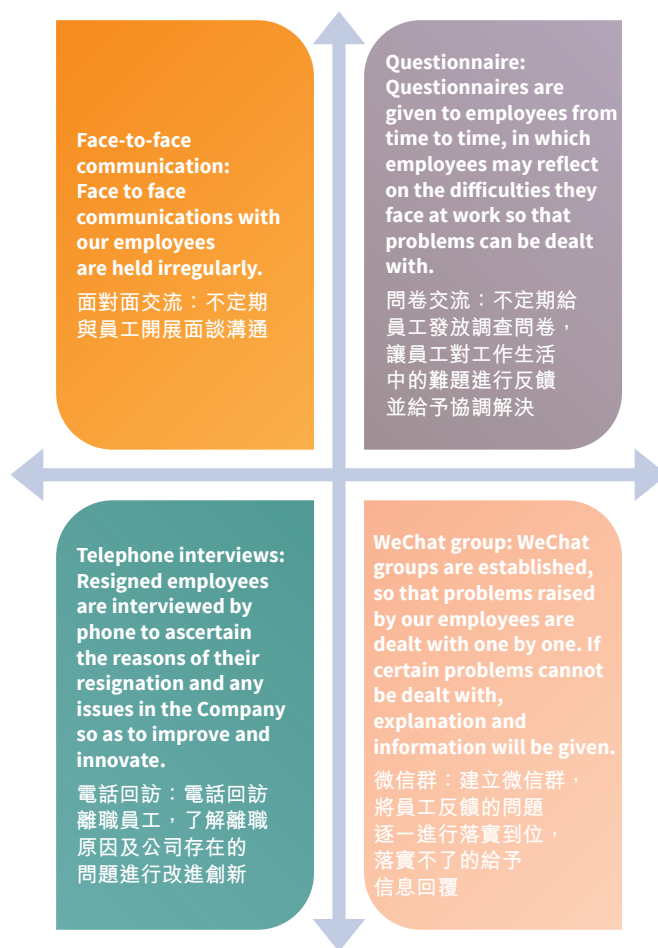 Face-to-face
communication:
Face to face
communications with
our employees
are held irregularly.
面對面交流：不定期
與員工開展面談溝通
Questionnaire:
Questionnaires are
given to employees from
time to time, in which
employees may reflect
on the difficulties they
face at work so that
problems can be dealt
with.
問卷交流：不定期給
員工發放調查問卷，
讓員工對工作生活
中的難題進行反饋
並給予協調解決
Telephone interviews:
Resigned employees
are interviewed by
phone to ascertain
the reasons of their
resignation and any
issues in the Company
so as to improve and
innovate.
電話回訪：電話回訪
離職員工，了解離職
原因及公司存在的
問題進行改進創新
WeChat group: WeChat
groups are established,
so that problems raised
by our employees are
dealt with one by one. If
certain problems cannot
be dealt with,
explanation and
information will be given.
微信群：建立微信群，
將員工反饋的問題
逐一進行落實到位，
落實不了的給予
信息回覆